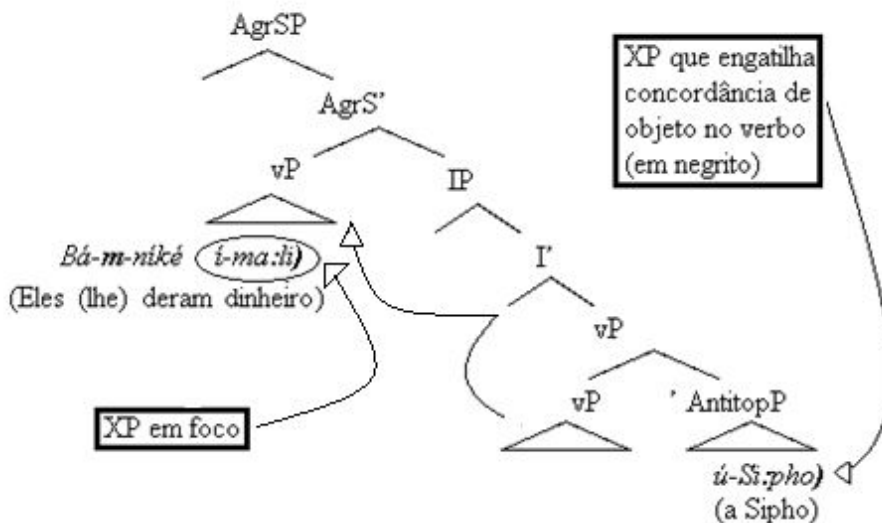 AgrSP
XP que engatilha
concordância de
objeto no verbo
(em negrito)
AgrS'
vP
IP
Bá-m-níké í-ma:li)
(Eles (lhe) deram dinheiro)
I'
vP
XP em foco
vP
' AntitopP
ú-Si:pho)
(a Sipho)